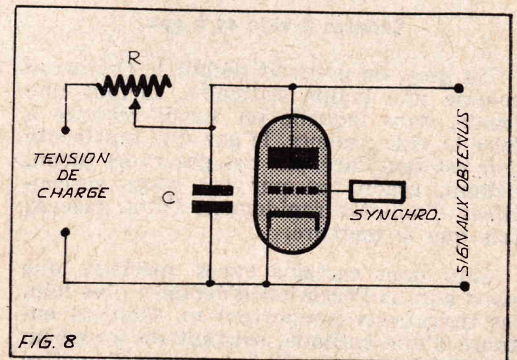 R
TENSION
DE
CHARGE
C
SYNCHRO.
SIGNAUX OBTENUS
FIG. 8